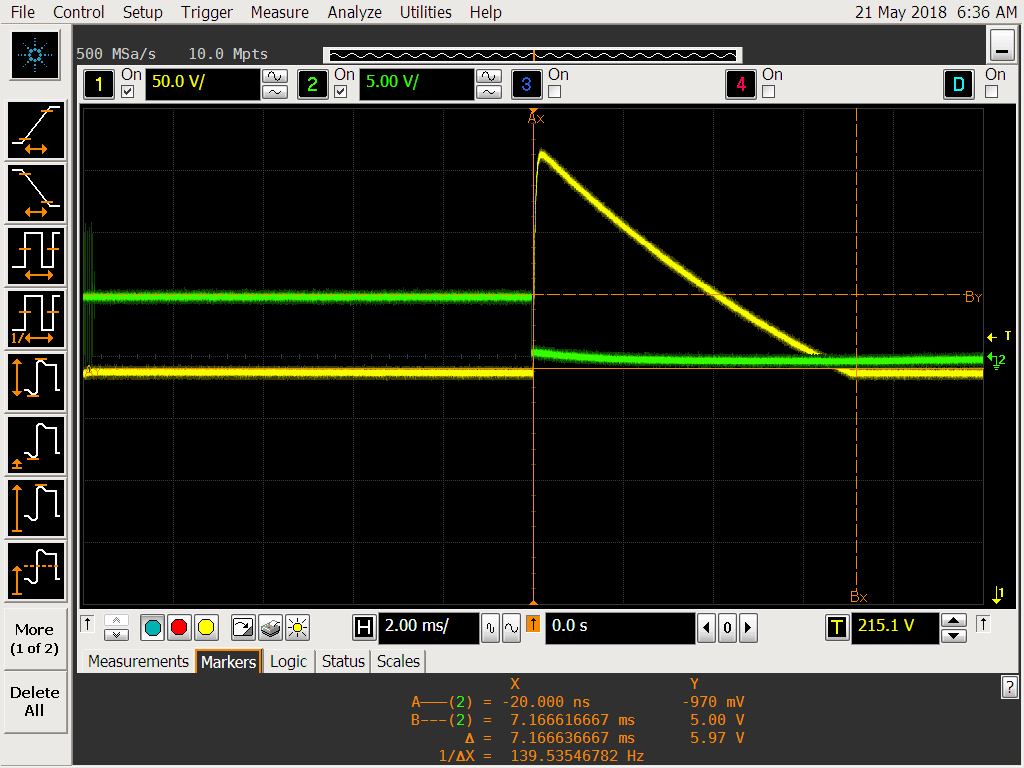 File Control Setup Trigger Measure Analyze Utilities Help 21 May 2018 6:36 AM
500 MSa/s 10.0 Mpts
1 On 50.0 V/ 2 On 5.00 V/ 3 On 4 On D On
Ax
By
T
2
Ay
1/
Bx
1
More
(1 of 2)
Delete
All
H 2.00 ms/ 0.0 s 0 T 215.1 V
Measurements Markers Logic Status Scales
X Y
A———(2) = -20.000 ns -970 mV
B---(2) = 7.166616667 ms 5.00 V
Δ = 7.166636667 ms 5.97 V
1/ΔX = 139.53546782 Hz
?